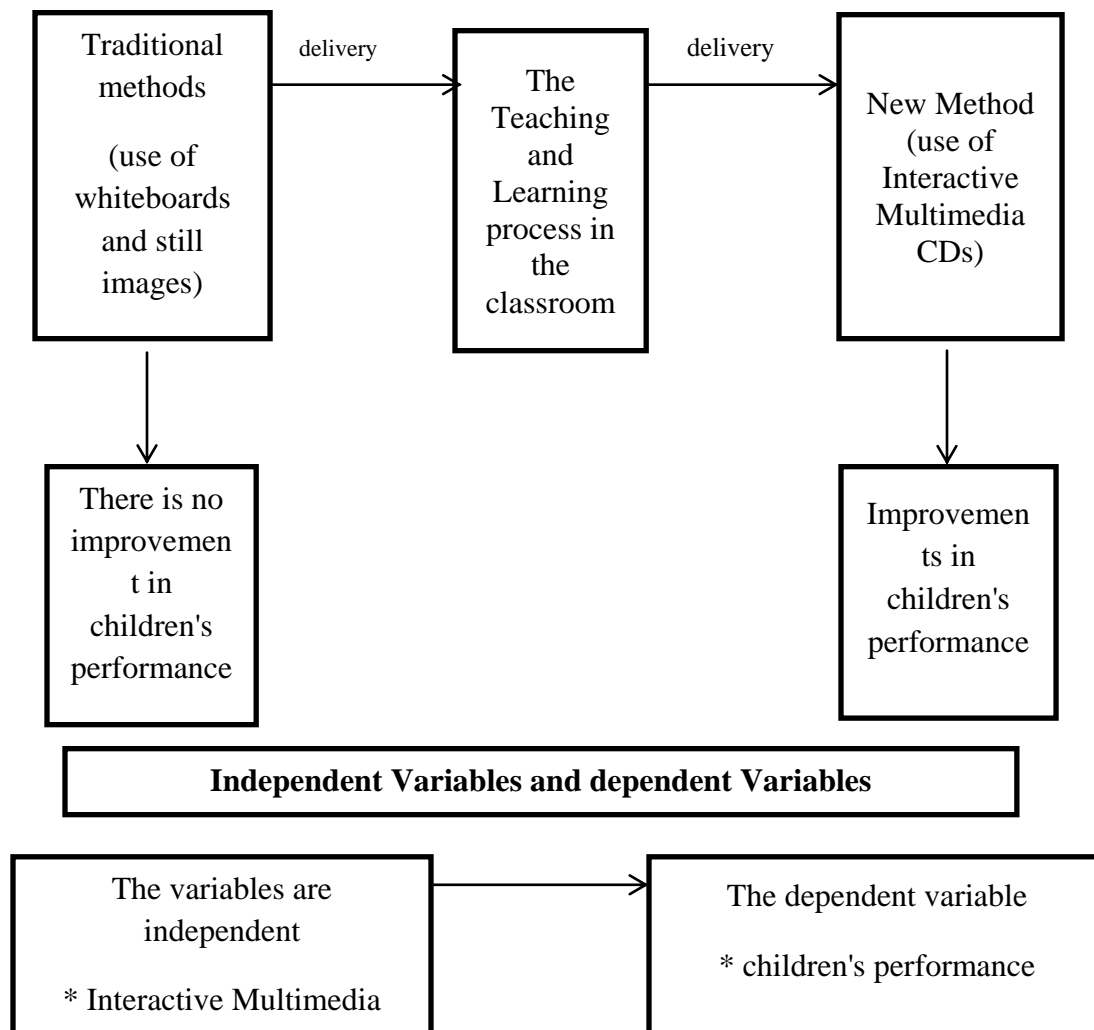 Traditional
methods
(use of
whiteboards
and still
images)
delivery
The
Teaching
and
Learning
process in
the
classroom
delivery
New Method
(use of
Interactive
Multimedia
CDs)
There is no
improvemen
t in
children's
performance
Improvemen
ts in
children's
performance
Independent Variables and dependent Variables
The variables are
independent
* Interactive Multimedia
The dependent variable
* children's performance